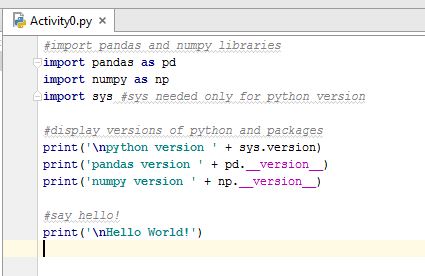 Activity0.py
#import pandas and numpy libraries
import pandas as pd
import numpy as np
import sys #sys needed only for python version
#display versions of python and packages
print('\npython version ' + sys.version)
print('pandas version ' + pd.__version__)
print('numpy version ' + np.__version__)
#say hello!
print('\nHello World!')